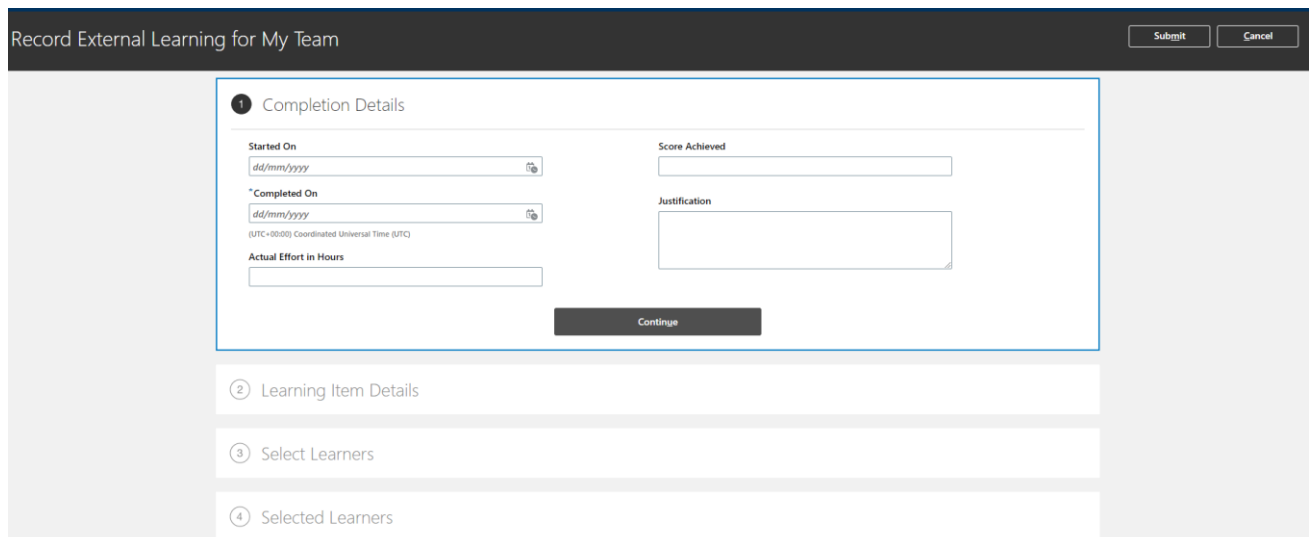 Record External Learning for My Team
Submit
Cancel
1 Completion Details
Started On
dd/mm/yyyy
*Completed On
dd/mm/yyyy
(UTC+00:00) Coordinated Universal Time (UTC)
Actual Effort in Hours
Score Achieved
Justification
Continue
2 Learning Item Details
3 Select Learners
4 Selected Learners